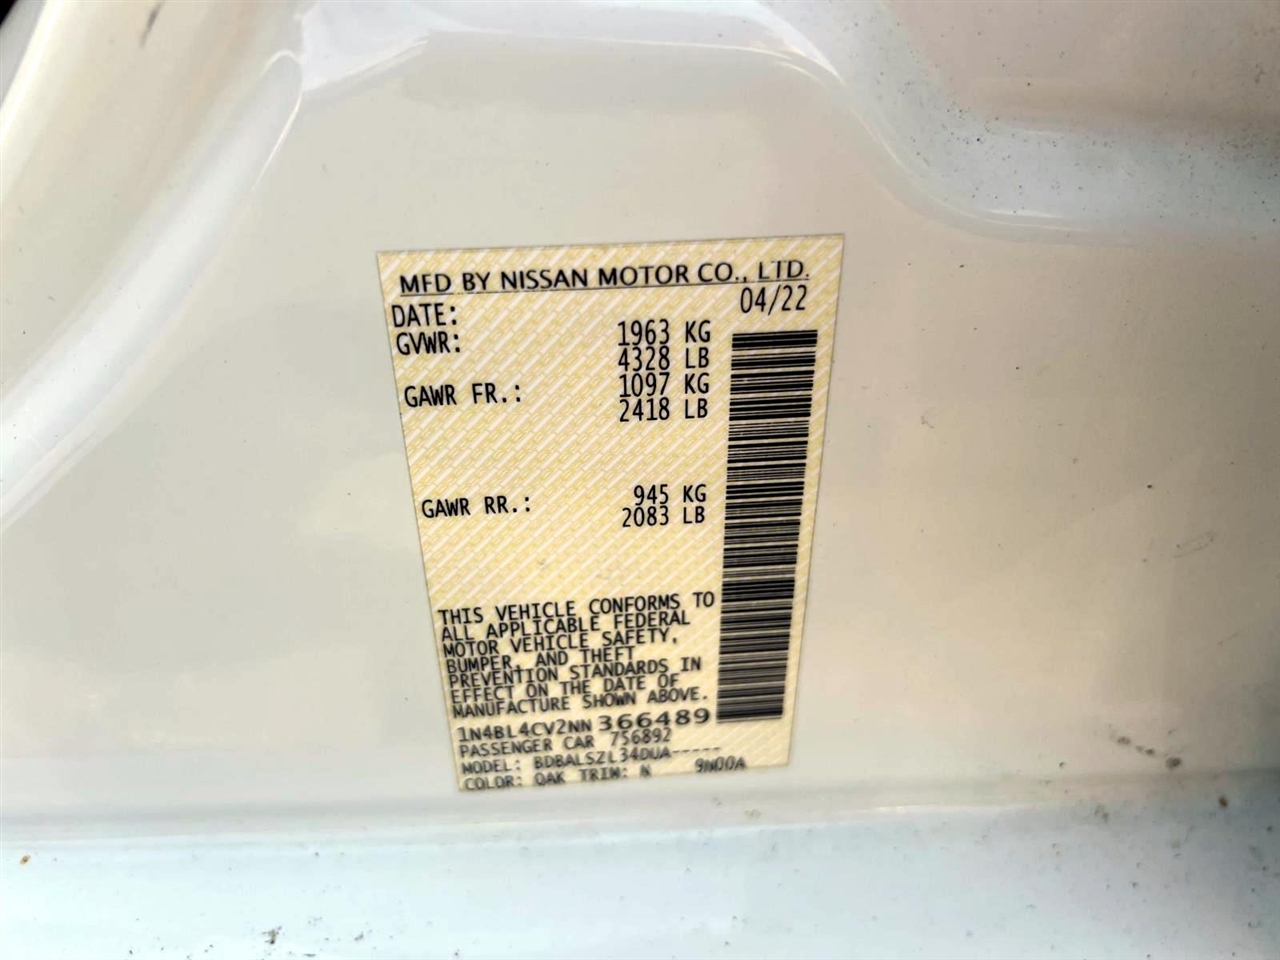 MFD BY NISSAN MOTOR CO., LTD.
DATE: 04/22
GVWR: 1963 KG
4328 LB
GAWR FR.: 1097 KG
2418 LB
GAWR RR.: 945 KG
2083 LB
THIS VEHICLE CONFORMS TO
ALL APPLICABLE FEDERAL
MOTOR VEHICLE SAFETY,
BUMPER, AND THEFT
PREVENTION STANDARDS IN
EFFECT ON THE DATE OF
MANUFACTURE SHOWN ABOVE.
1N4BL4CV2NN366489
PASSENGER CAR 756892
MODEL: BDBALSZL34DUA-----
COLOR: QAK TRIM: N 9N00A